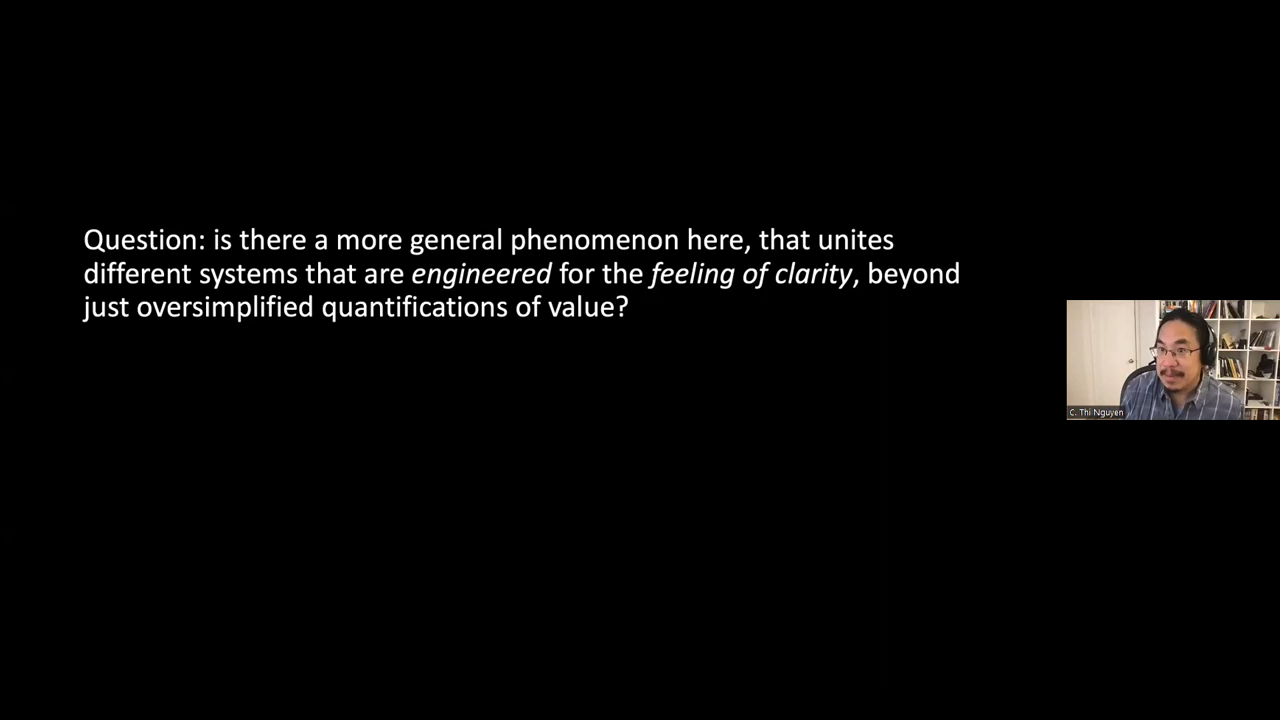 Question: is there a more general phenomenon here, that unites
different systems that are engineered for the feeling of clarity, beyond
just oversimplified quantifications of value?
C. Thi Nguyen